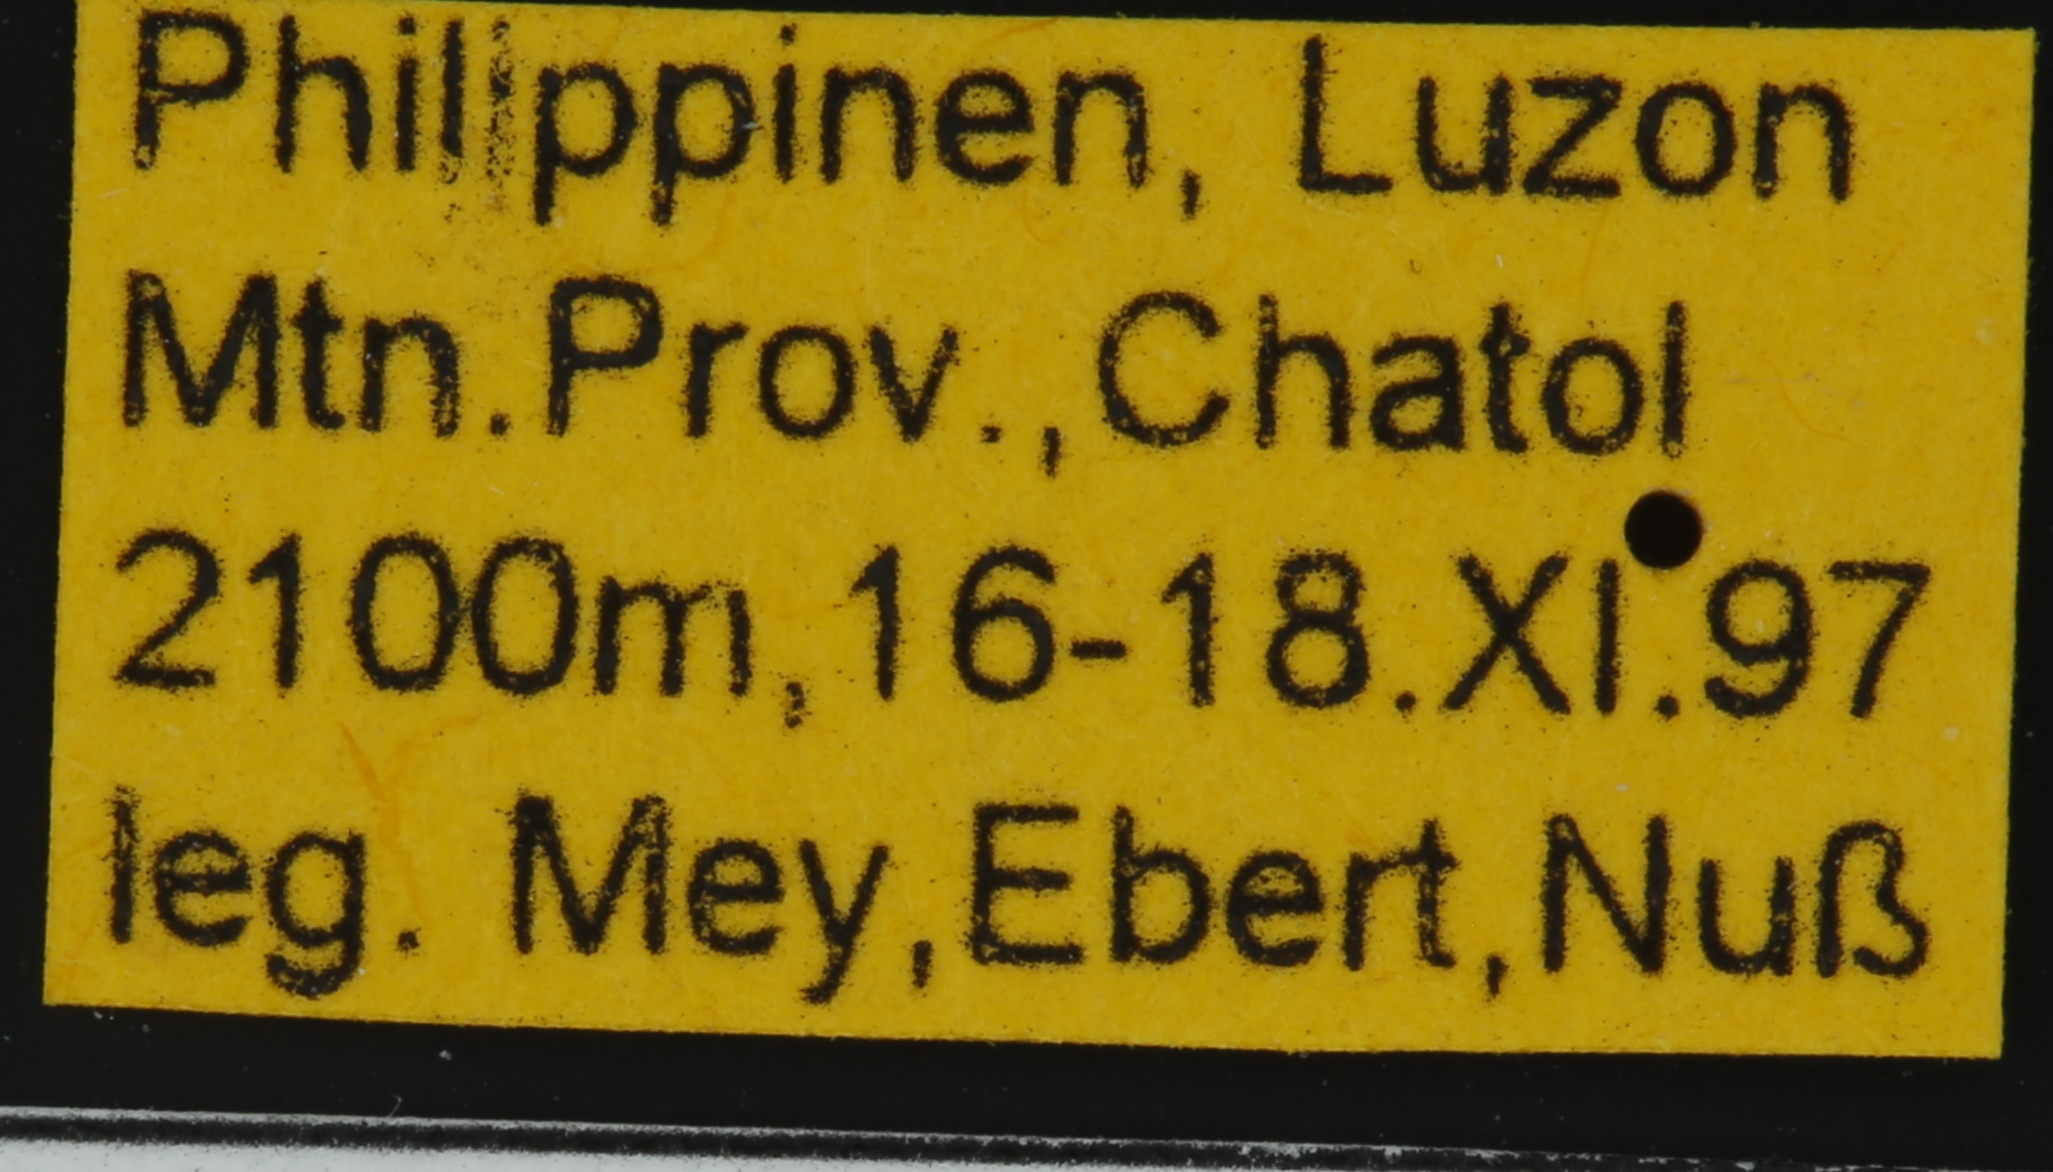 Philippinen, Luzon
Mtn.Prov.,Chatol
2100m,16-18.XI.97
leg. Mey,Ebert,Nuß